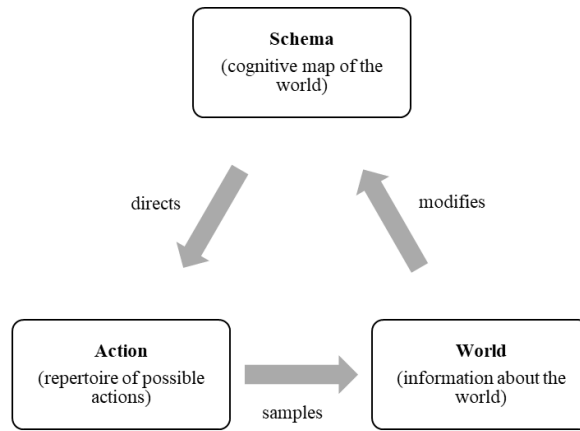 Schema
(cognitive map of the
world)
directs
modifies
Action
(repertoire of possible
actions)
World
(information about the
world)
samples